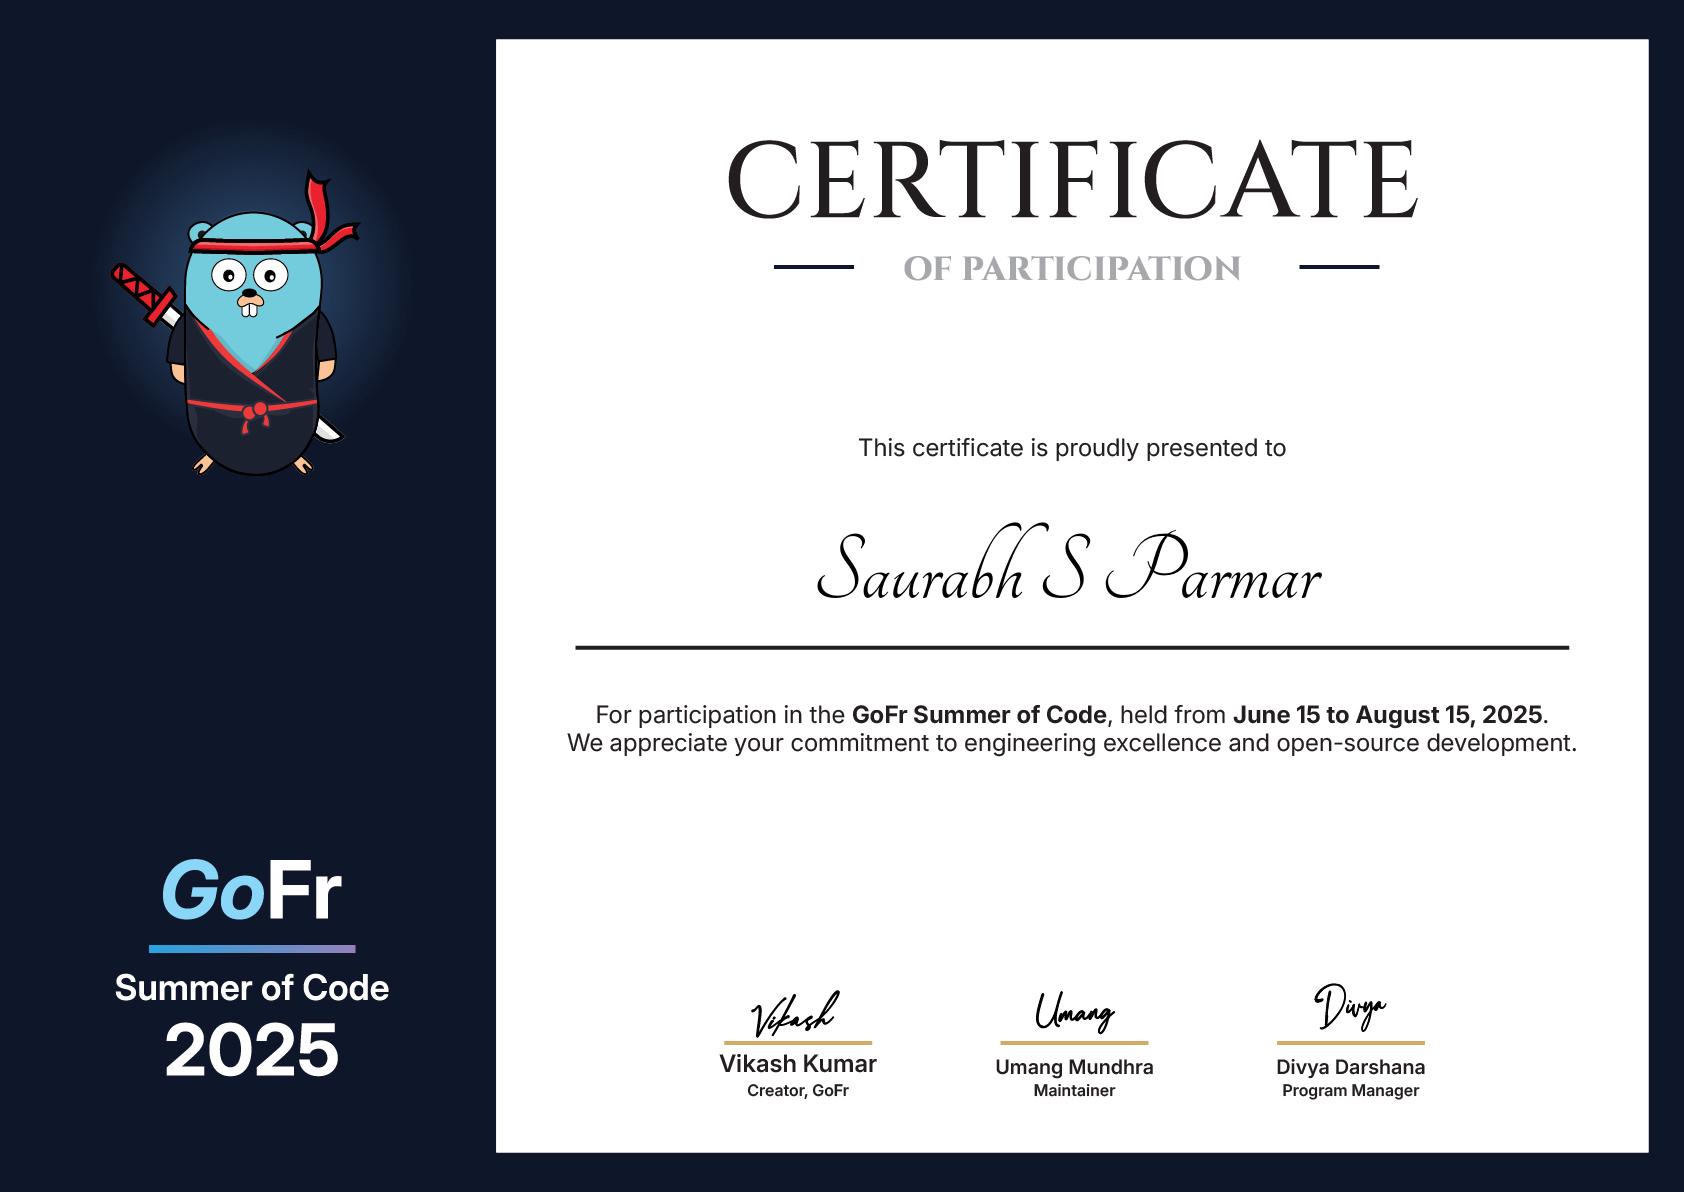 CERTIFICATE
OF PARTICIPATION
This certificate is proudly presented to
Saurabh S Parmar
For participation in the GoFr Summer of Code, held from June 15 to August 15, 2025.
We appreciate your commitment to engineering excellence and open-source development.
GoFr
Summer of Code
2025
Vikash
Vikash Kumar
Creator, GoFr
Umang
Umang Mundhra
Maintainer
Divya
Divya Darshana
Program Manager